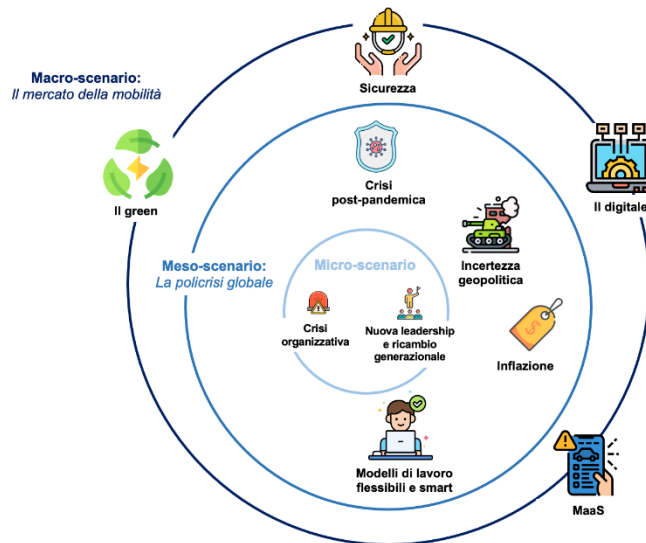 Macro-scenario:
Il mercato della mobilità
Sicurezza
Il green
Il digitale
Crisi
post-pandemica
Incertezza
geopolitica
Meso-scenario:
La policrisi globale
Micro-scenario
Crisi
organizzativa
Nuova leadership
e ricambio
generazionale
Inflazione
Modelli di lavoro
flessibili e smart
MaaS